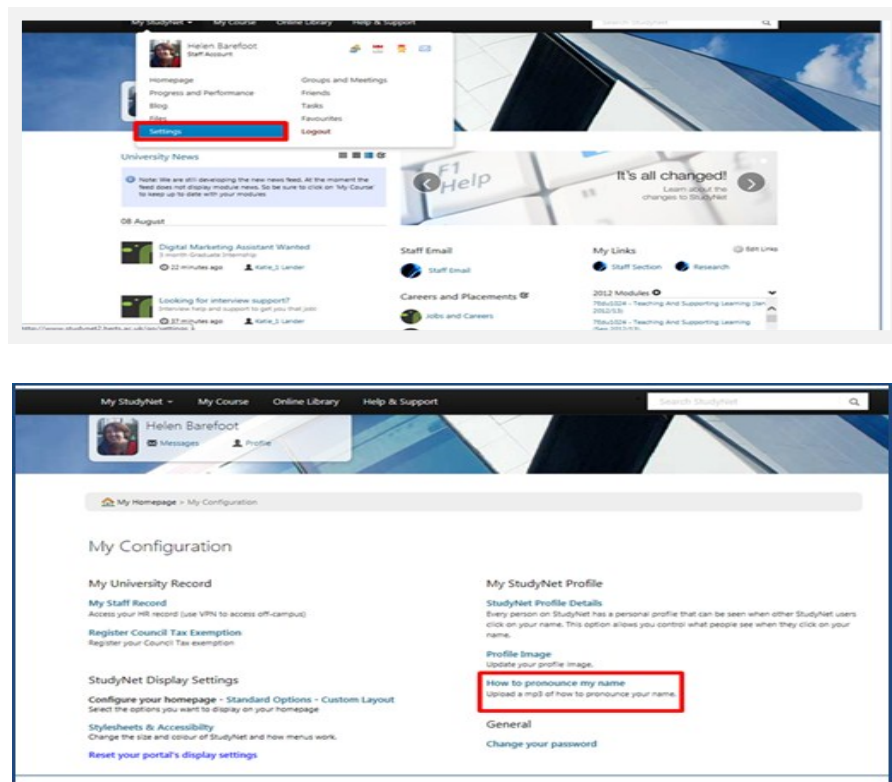 My StudyNet My Course Online Library Help & Support Search StudyNet
Helen Barefoot
Staff Account
Homepage Groups and Meetings
Progress and Performance Friends
Blog Tasks
Files Favourites
Settings Logout
University News
Note: We are still developing the new news feed. At the moment the
feed does not display module news. So be sure to click on 'My Course'
to keep up to date with your modules
08 August
Digital Marketing Assistant Wanted
3 month Graduate Internship
22 minutes ago Katie_J Lander
Looking for interview support?
Interview help and support to get you that job!
37 minutes ago Katie_J Lander
F1
Help
It's all changed!
Learn about the
changes to StudyNet
Staff Email
Staff Email
Careers and Placements
Jobs and Careers
My Links Edit Links
Staff Section Research
2012 Modules
- Teaching And Supporting Learning (Jan
2012/13)
- Teaching And Supporting Learning
(Sep 2012/13)
My StudyNet My Course Online Library Help & Support Search StudyNet
Helen Barefoot
Messages Profile
My Homepage > My Configuration
My Configuration
My University Record
My Staff Record
Access your HR record (use VPN to access off-campus)
Register Council Tax Exemption
Register your Council Tax exemption
StudyNet Display Settings
Configure your homepage - Standard Options - Custom Layout
Select the options you want to display on your homepage
Stylesheets & Accessibilty
Change the size and colour of StudyNet and how menus work.
Reset your portal's display settings
My StudyNet Profile
StudyNet Profile Details
Every person on StudyNet has a personal profile that can be seen when other StudyNet users
click on your name. This option allows you control what people see when they click on your
name.
Profile Image
Update your profile image.
How to pronounce my name
Upload a mp3 of how to pronounce your name.
General
Change your password